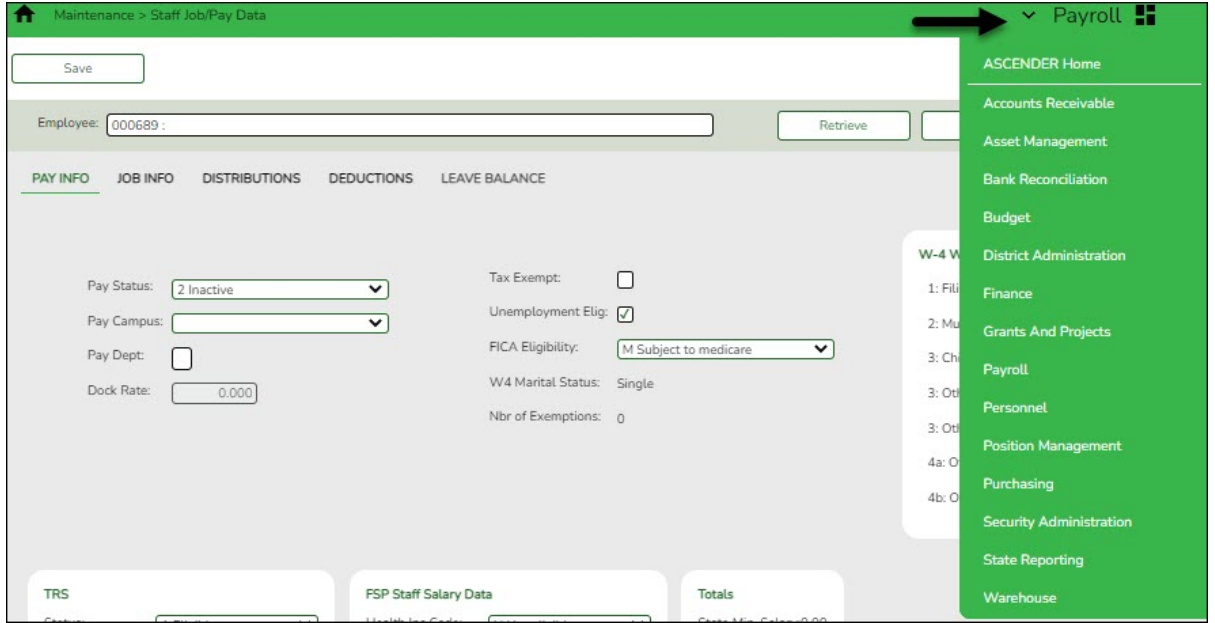 Maintenance > Staff Job/Pay Data
Payroll
Save
Employee: 000689 :
Retrieve
PAY INFO JOB INFO DISTRIBUTIONS DEDUCTIONS LEAVE BALANCE
Pay Status: 2 Inactive
Pay Campus:
Pay Dept:
Dock Rate: 0.000
Tax Exempt:
Unemployment Elig:
FICA Eligibility: M Subject to medicare
W4 Marital Status: Single
Nbr of Exemptions: 0
W-4 W
1: Fili
2: Mu
3: Chi
3: Oth
3: Oth
4a: O
4b: O
ASCENDER Home
Accounts Receivable
Asset Management
Bank Reconciliation
Budget
District Administration
Finance
Grants And Projects
Payroll
Personnel
Position Management
Purchasing
Security Administration
State Reporting
Warehouse
TRS
FSP Staff Salary Data
Totals